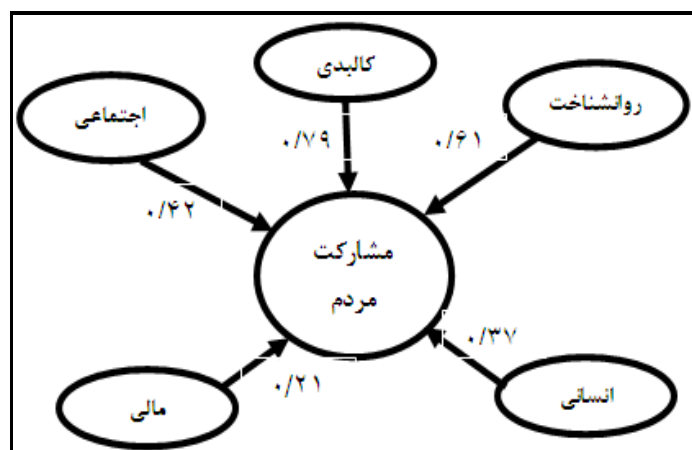 کالبدی
روانشناخت
اجتماعی
۰/۷۹
۰/۶۱
۰/۴۲
مشارکت
مردم
۰/۳۷
۰/۲۱
انسانی
مالی